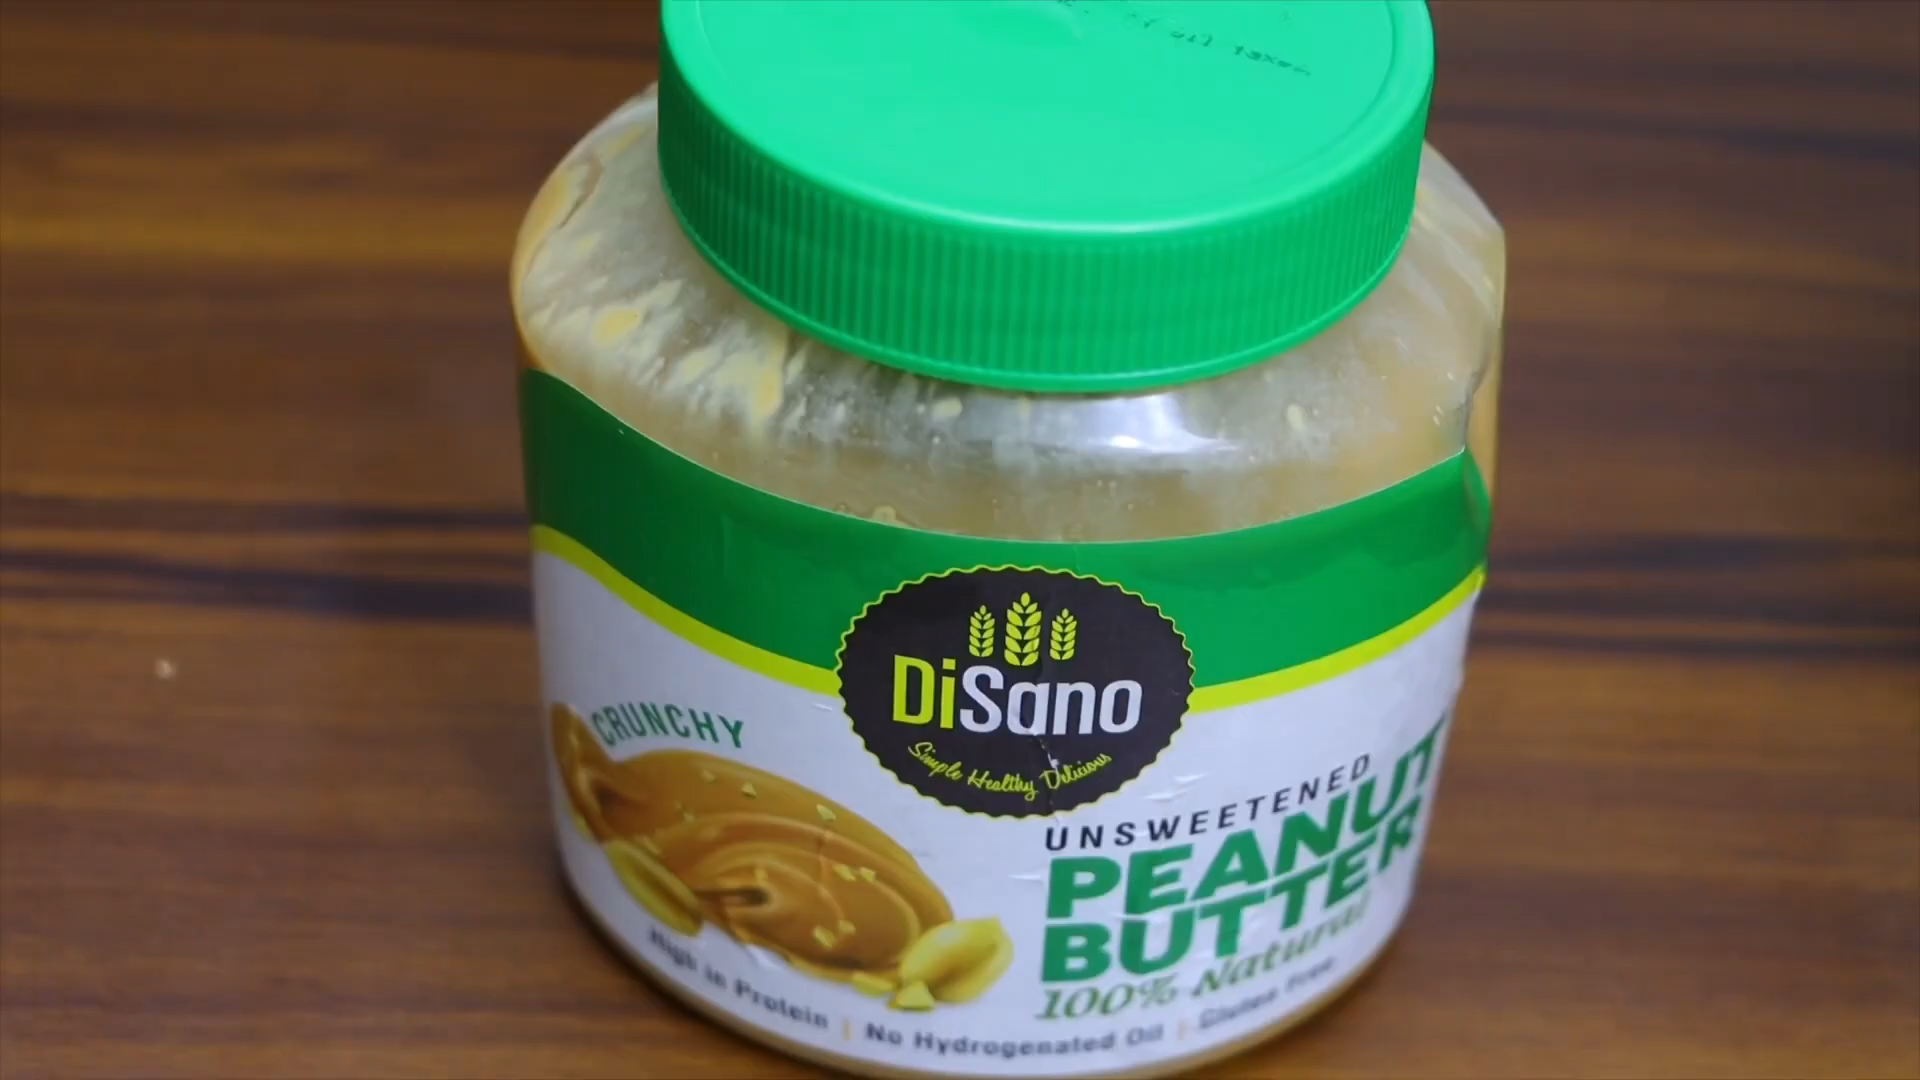 DiSano
Simple Healthy Delicious
CRUNCHY
UNSWEETENED
PEANUT
BUTTER
100% Natural
High in Protein | No Hydrogenated Oil | Gluten Free